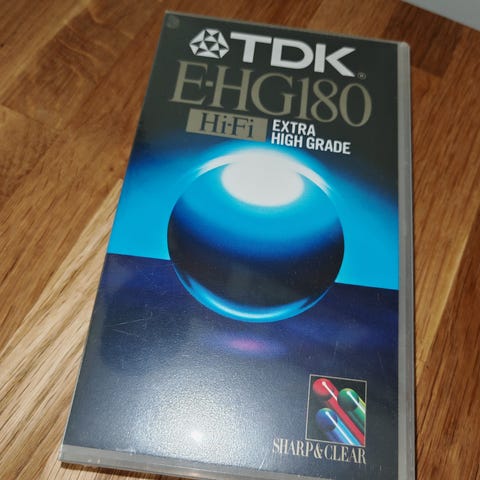 TDK®
E-HG180
Hi-Fi EXTRA
HIGH GRADE
SHARP & CLEAR